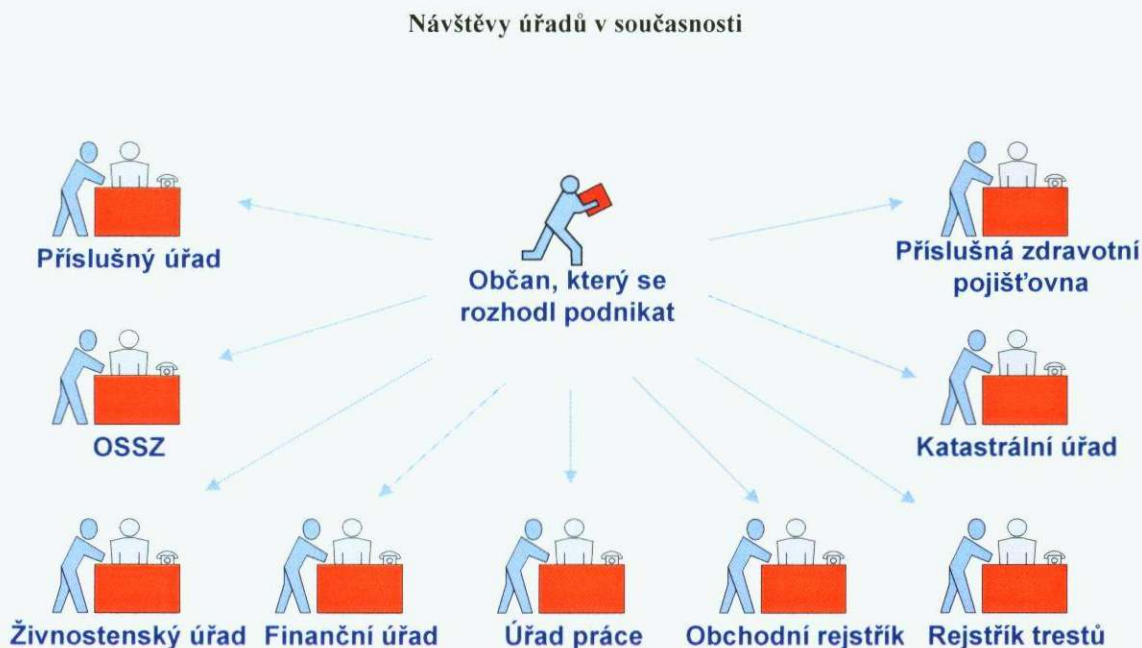 Návštěvy úřadů v současnosti
Příslušný úřad
Občan, který se
rozhodl podnikat
Příslušná zdravotní
pojišťovna
OSSZ
Katastrální úřad
Živnostenský úřad
Finanční úřad
Úřad práce
Obchodní rejstřík
Rejstřík trestů